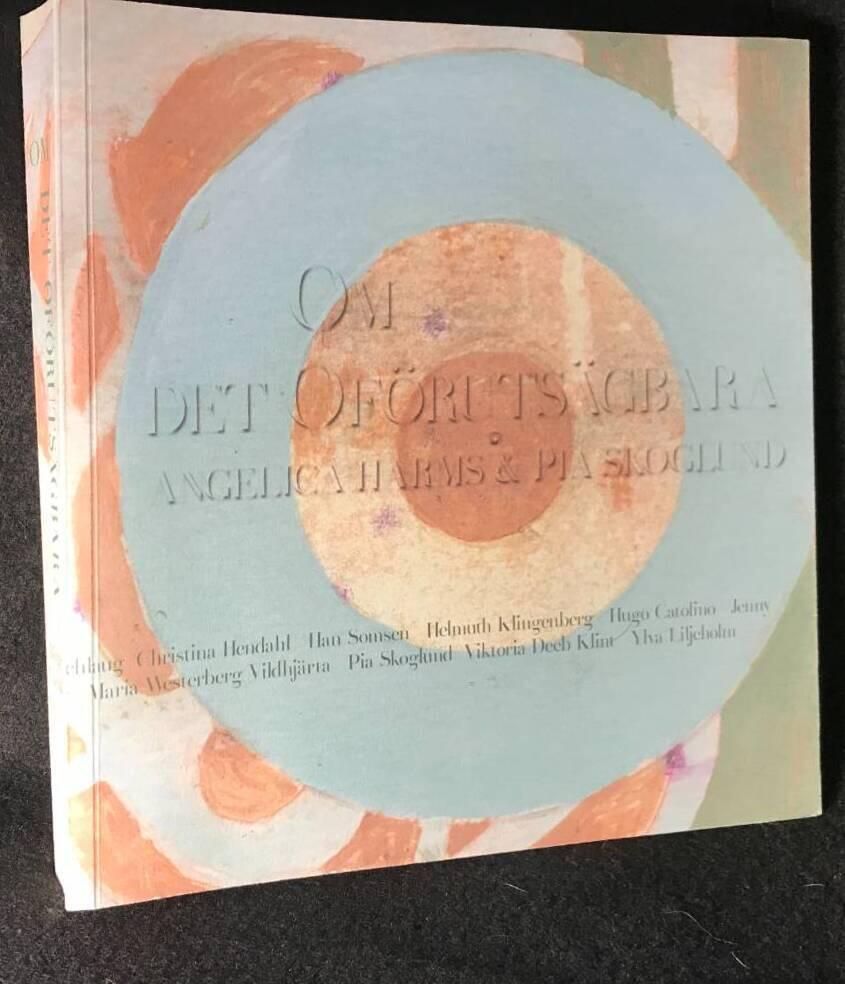 OM
DET OFÖRUTSÄGBARA
ANGELICA HARMS & PIA SKOGLUND
Christina Hendahl Han Somsen Helmuth Klingenberg Hugo Catolino Jenny
Maria Westerberg Vildhjärta Pia Skoglund Viktoria Deeb Klint Ylva Liljeholm
OM DET OFÖRUTSÄGBARA